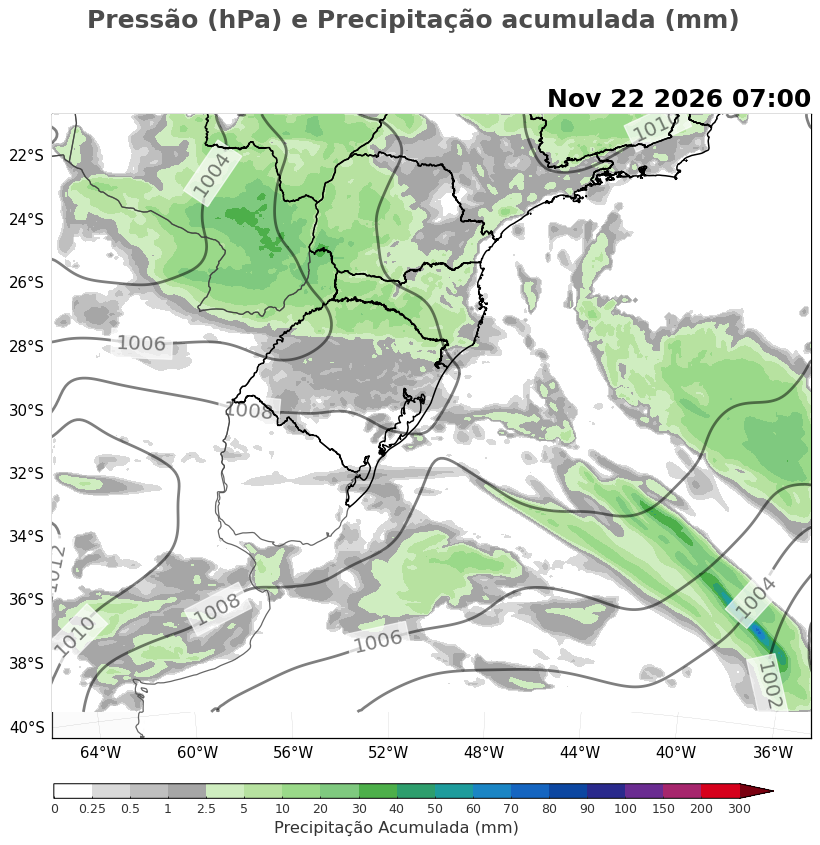 Pressão (hPa) e Precipitação acumulada (mm)
Nov 22 2026 07:00
22°S
24°S
26°S
28°S
30°S
32°S
34°S
36°S
38°S
40°S
1010
1004
1006
1008
1012
1010
1008
1006
1004
1002
64°W 60°W 56°W 52°W 48°W 44°W 40°W 36°W
0 0.25 0.5 1 2.5 5 10 20 30 40 50 60 70 80 90 100 150 200 300
Precipitação Acumulada (mm)